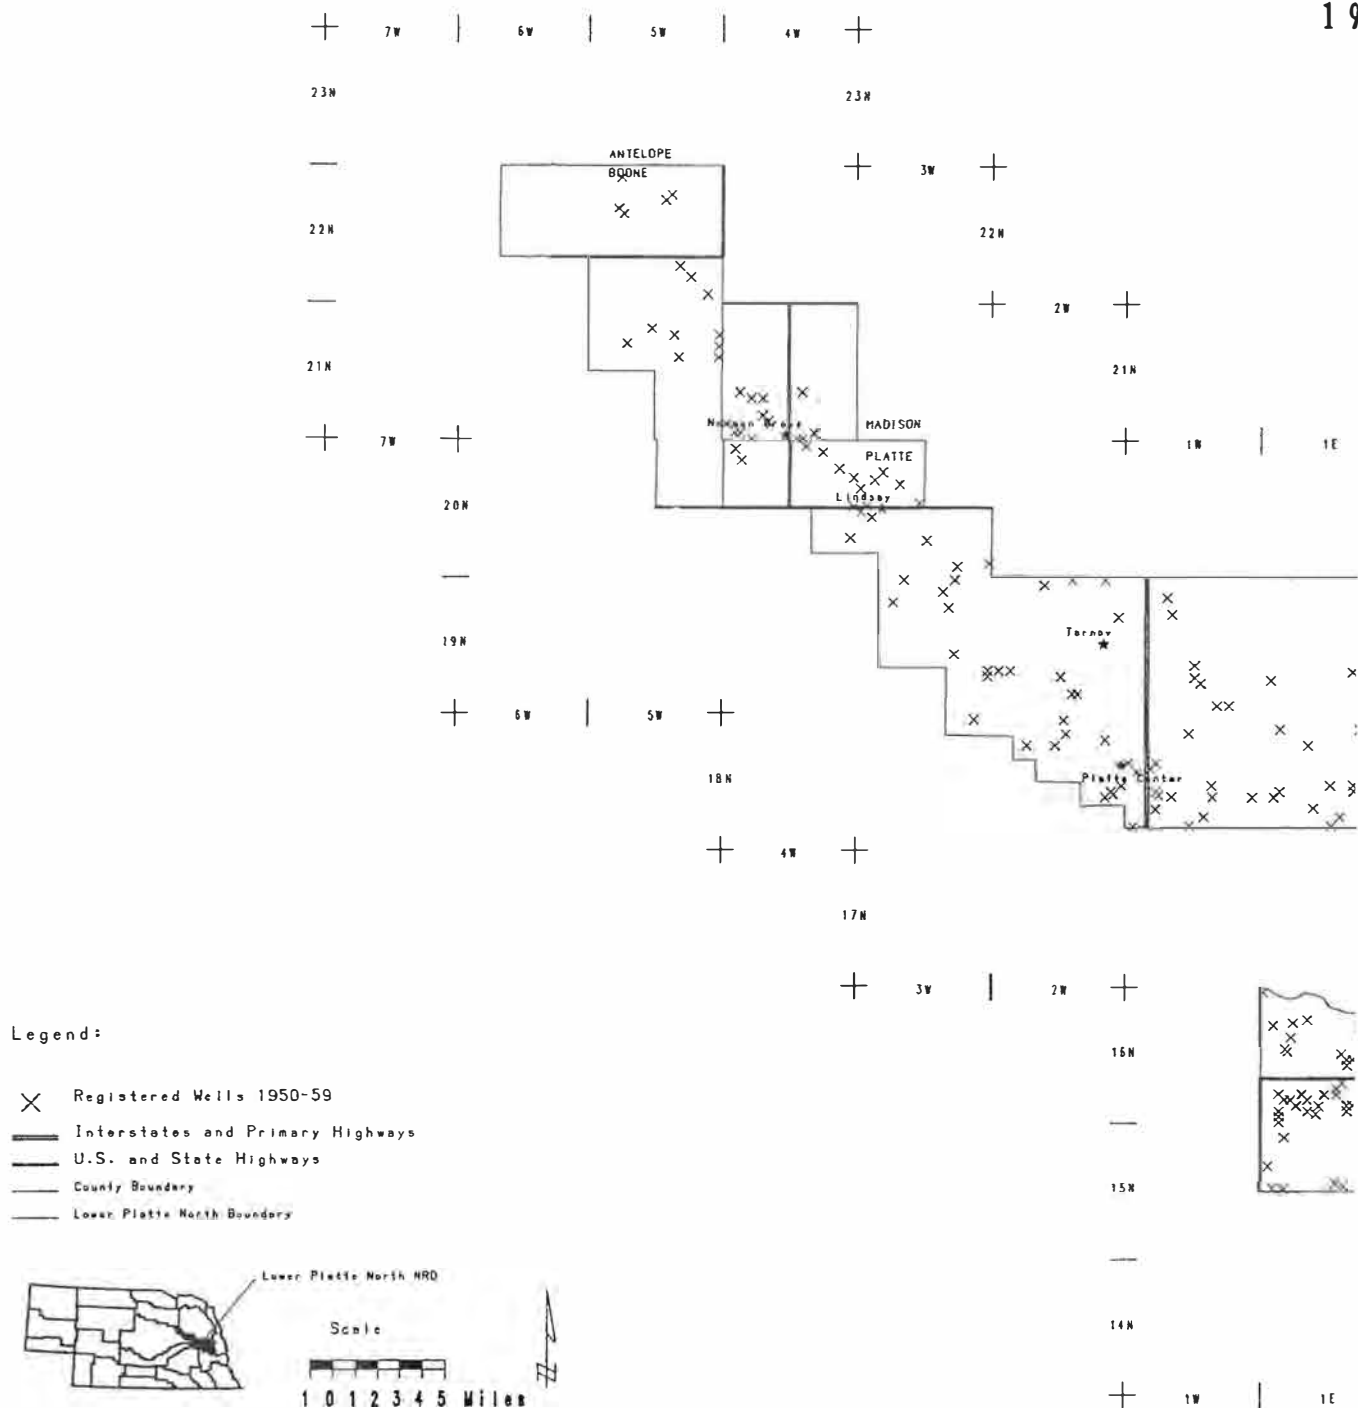 19
7W 6W 5W 4W
23N 23N
ANTELOPE
BOONE
3W
22N 22N
2W
21N 21N
Newman Grove
MADISON
7W 1W 1E
PLATTE
Lindsay
20N
Tarnov
19N
6W 5W
18N
Platte Center
4W
17N
3W 2W
Legend:
16N
Registered Wells 1950-59
Interstates and Primary Highways
U.S. and State Highways
County Boundary
15N
Lower Platte North Boundary
Lower Platte North NRD
Scale
14N
1 0 1 2 3 4 5 Miles
1W 1E